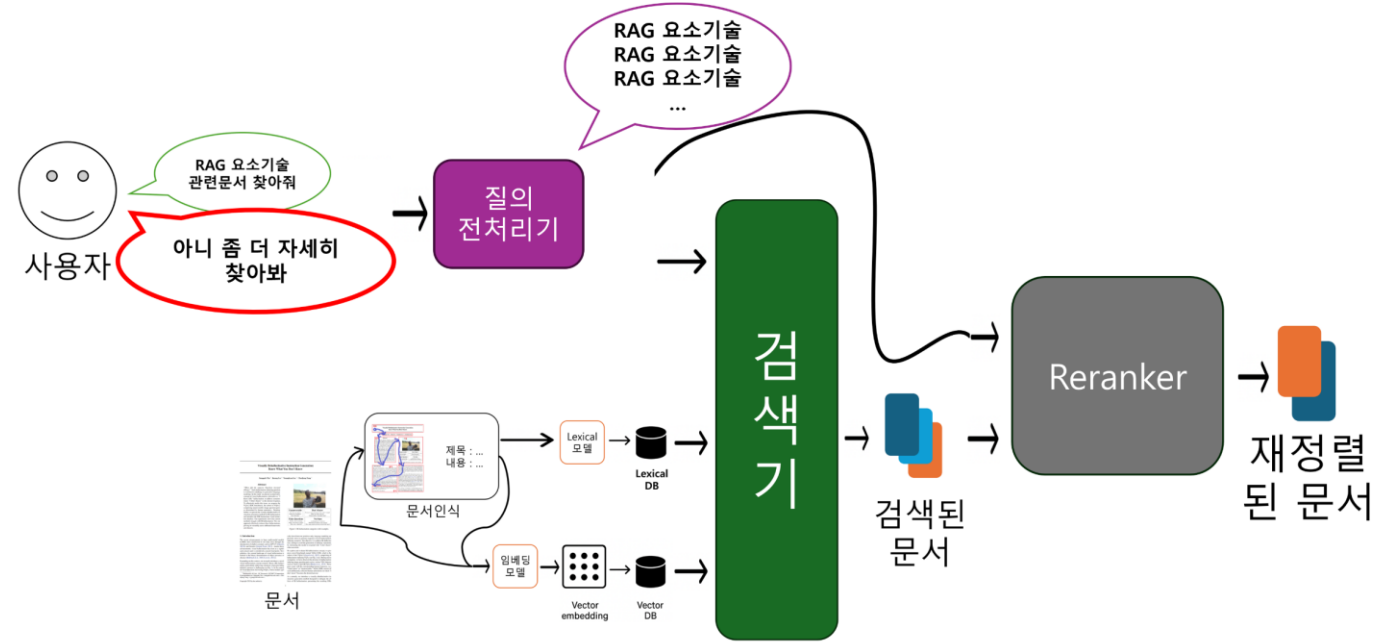 RAG 요소기술
RAG 요소기술
RAG 요소기술
...
RAG 요소기술
관련문서 찾아줘
사용자
아니 좀 더 자세히
찾아봐
질의
전처리기
검
색
기
Reranker
재정렬
된 문서
검색된
문서
제목 : ...
내용 : ...
문서인식
Lexical
모델
Lexical
DB
문서
임베딩
모델
Vector
embedding
Vector
DB